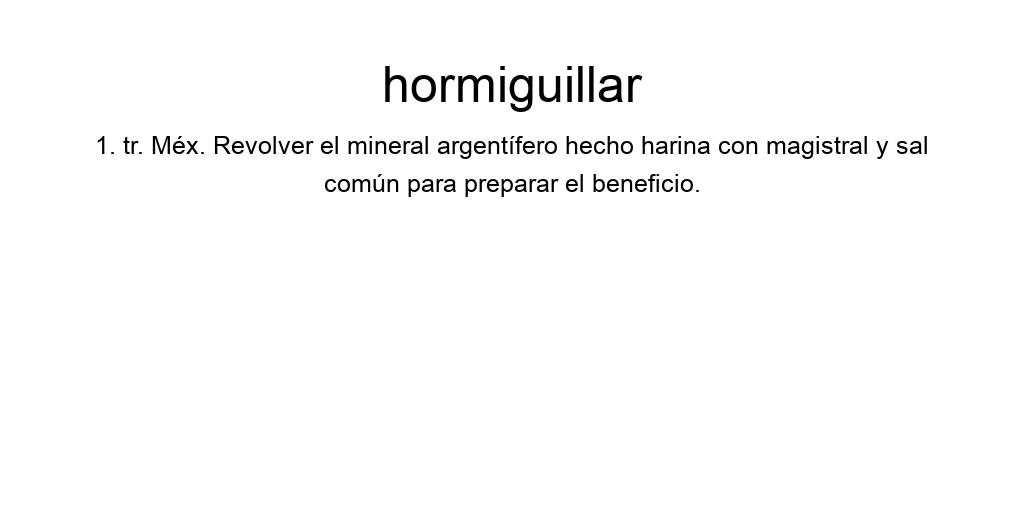 hormiguillar
1. tr. Méx. Revolver el mineral argentífero hecho harina con magistral y sal
común para preparar el beneficio.